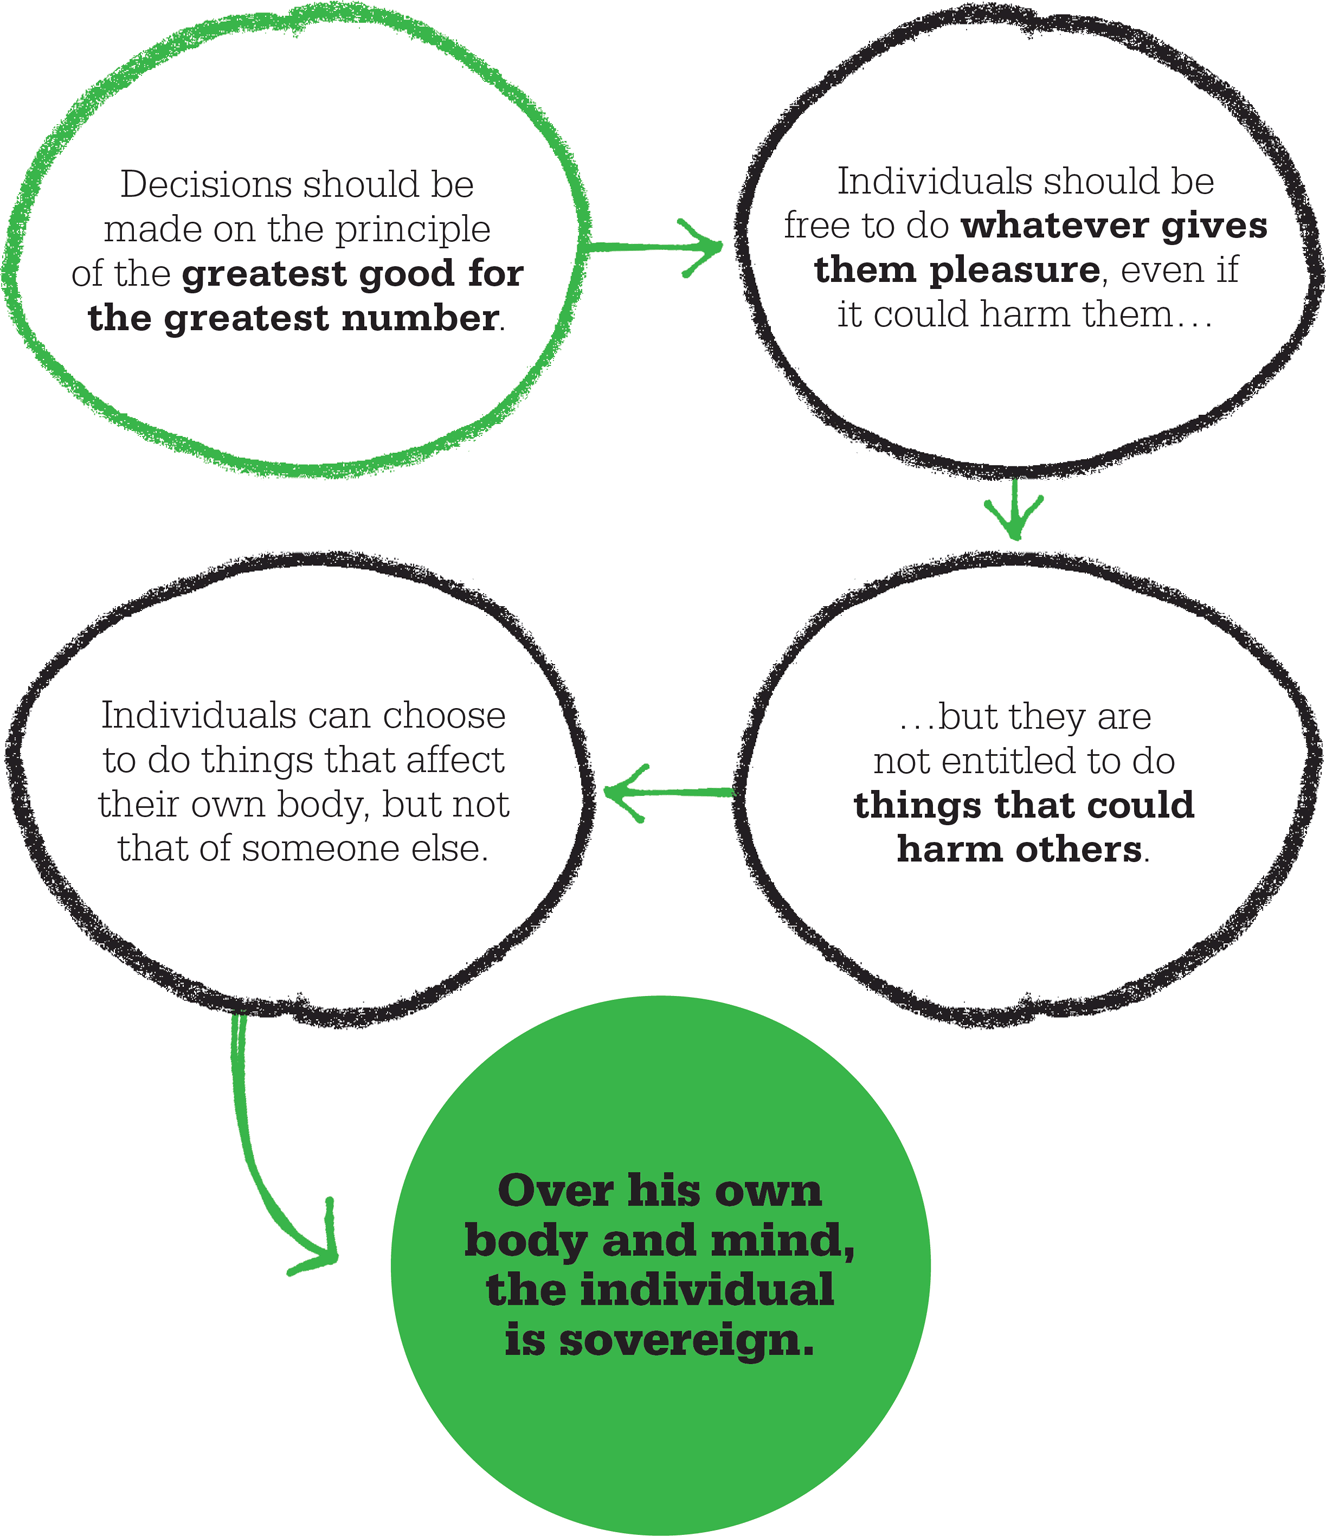 Decisions should be
made on the principle
of the greatest good for
the greatest number.
Individuals should be
free to do whatever gives
them pleasure, even if
it could harm them...
...but they are
not entitled to do
things that could
harm others.
Individuals can choose
to do things that affect
their own body, but not
that of someone else.
Over his own
body and mind,
the individual
is sovereign.